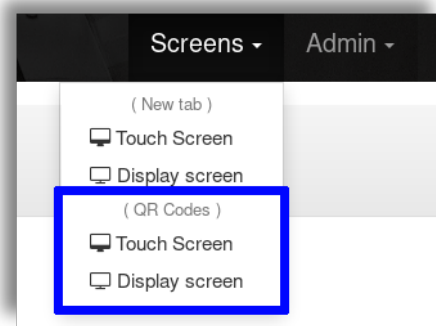 Screens Admin
( New tab )
Touch Screen
Display screen
( QR Codes )
Touch Screen
Display screen